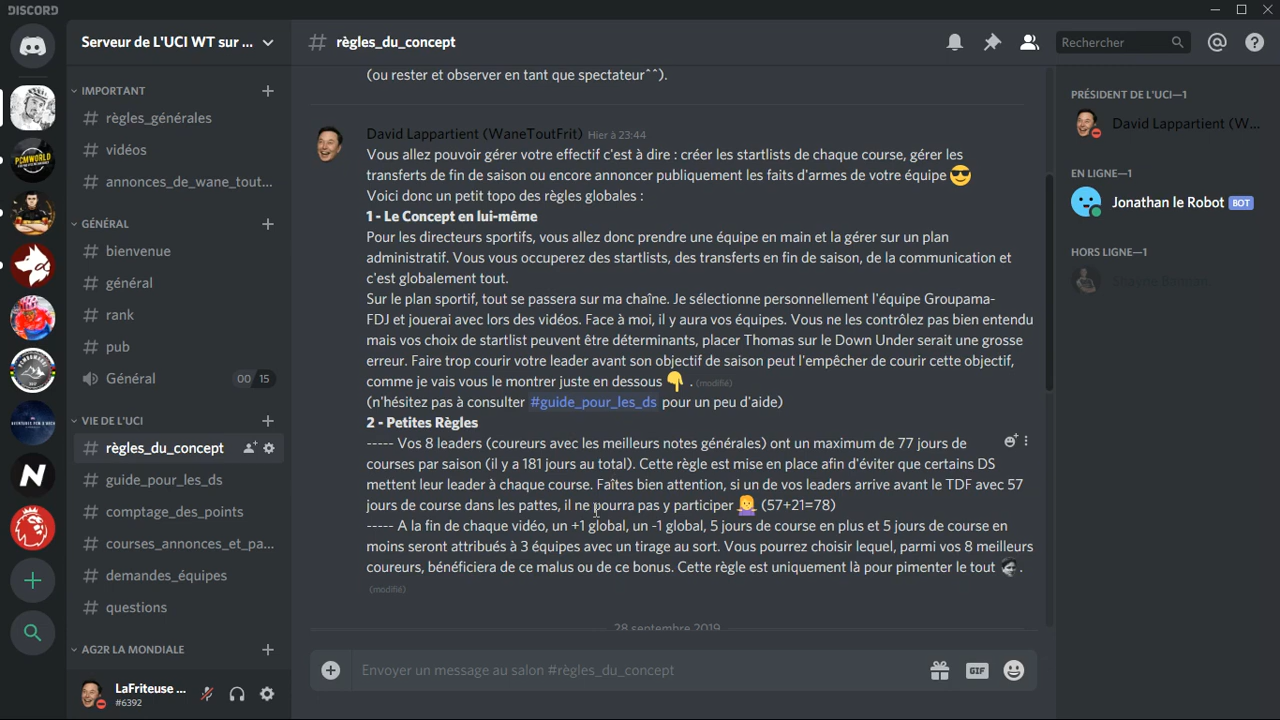 DISCORD
Serveur de L'UCI WT sur ...
IMPORTANT
règles_générales
vidéos
annonces_de_wane_tout...
GÉNÉRAL
bienvenue
général
rank
pub
Général
00 15
VIE DE L'UCI
règles_du_concept
guide_pour_les_ds
comptage_des_points
courses_annonces_et_pa...
demandes_équipes
questions
AG2R LA MONDIALE
LaFriteuse ...
#6392
PCMWORLD
N
# règles_du_concept
Rechercher
(ou rester et observer en tant que spectateur^^).
David Lappartient (WaneToutFrit) Hier à 23:44
Vous allez pouvoir gérer votre effectif c'est à dire : créer les startlists de chaque course, gérer les
transferts de fin de saison ou encore annoncer publiquement les faits d'armes de votre équipe 😎
Voici donc un petit topo des règles globales :
1 - Le Concept en lui-même
Pour les directeurs sportifs, vous allez donc prendre une équipe en main et la gérer sur un plan
administratif. Vous vous occuperez des startlists, des transferts en fin de saison, de la communication et
c'est globalement tout.
Sur le plan sportif, tout se passera sur ma chaîne. Je sélectionne personnellement l'équipe Groupama-
FDJ et jouerai avec lors des vidéos. Face à moi, il y aura vos équipes. Vous ne les contrôlez pas bien entendu
mais vos choix de startlist peuvent être déterminants, placer Thomas sur le Down Under serait une grosse
erreur. Faire trop courir votre leader avant son objectif de saison peut l'empêcher de courir cette objectif,
comme je vais vous le montrer juste en dessous 👇 . (modifié)
(n'hésitez pas à consulter #guide_pour_les_ds pour un peu d'aide)
2 - Petites Règles
----- Vos 8 leaders (coureurs avec les meilleurs notes générales) ont un maximum de 77 jours de
courses par saison (il y a 181 jours au total). Cette règle est mise en place afin d'éviter que certains DS
mettent leur leader à chaque course. Faîtes bien attention, si un de vos leaders arrive avant le TDF avec 57
jours de course dans les pattes, il ne pourra pas y participer 🤷‍♀️ (57+21=78)
----- A la fin de chaque vidéo, un +1 global, un -1 global, 5 jours de course en plus et 5 jours de course en
moins seront attribués à 3 équipes avec un tirage au sort. Vous pourrez choisir lequel, parmi vos 8 meilleurs
coureurs, bénéficiera de ce malus ou de ce bonus. Cette règle est uniquement là pour pimenter le tout .
(modifié)
28 septembre 2019
Envoyer un message au salon #règles_du_concept
GIF
PRÉSIDENT DE L'UCI—1
David Lappartient (W...
EN LIGNE—1
Jonathan le Robot BOT
HORS LIGNE—1